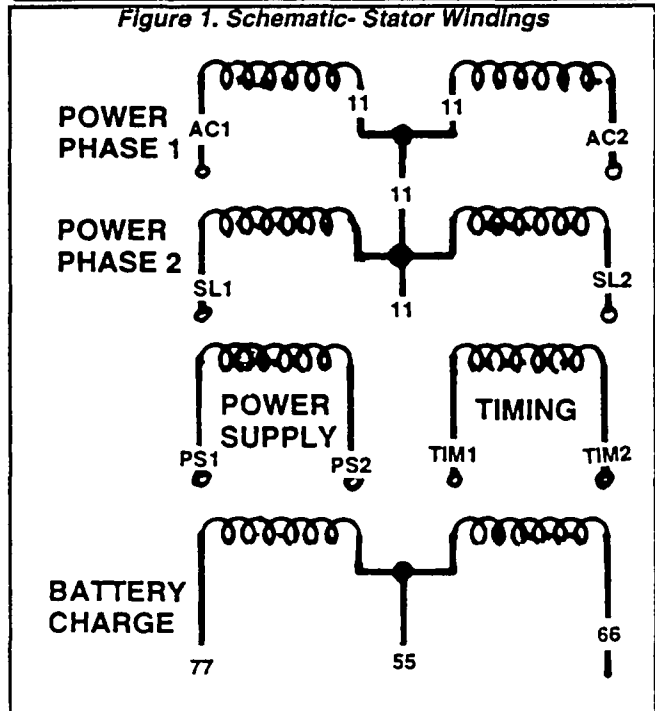 Figure 1. Schematic- Stator Windings
POWER
PHASE 1
AC1
11
11
AC2
11
POWER
PHASE 2
SL1
SL2
11
POWER
SUPPLY
TIMING
PS1
PS2
TIM1
TIM2
BATTERY
CHARGE
77
55
66